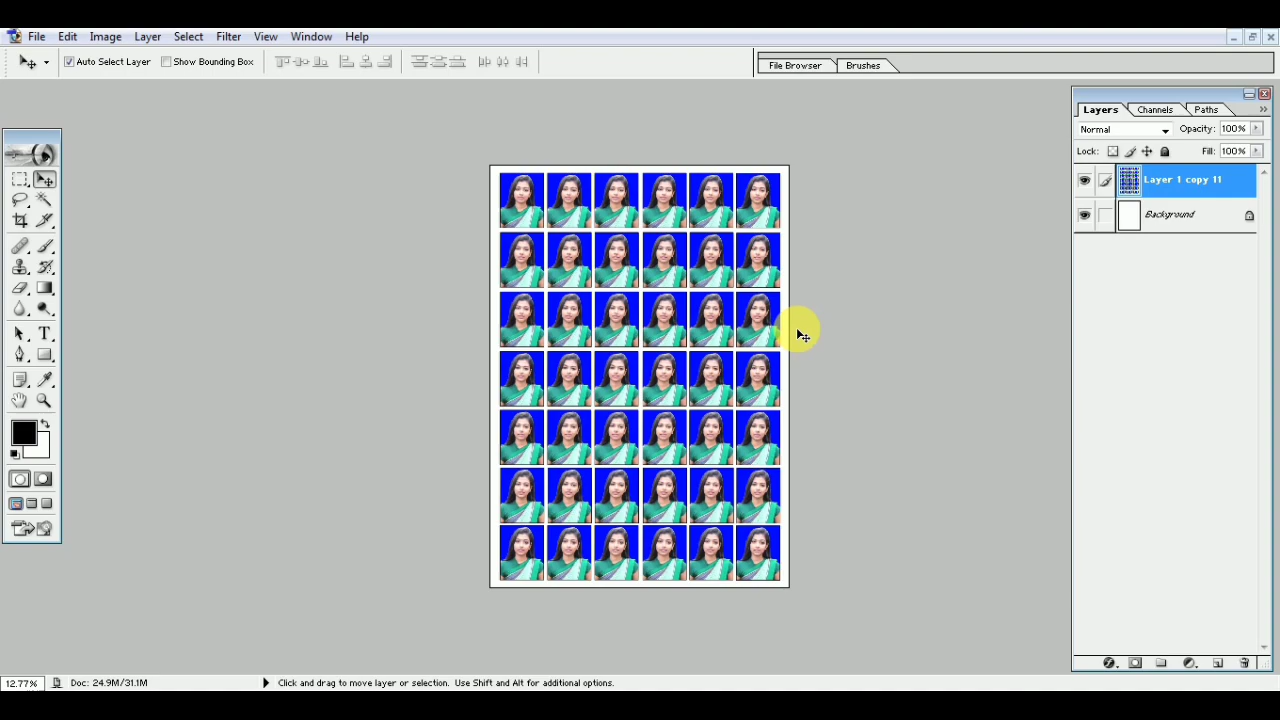 File Edit Image Layer Select Filter View Window Help
Auto Select Layer Show Bounding Box File Browser Brushes
Layers Channels Paths
Normal Opacity: 100%
Lock: Fill: 100%
Layer 1 copy 11
Background
12.77% Doc: 24.9M/31.1M Click and drag to move layer or selection. Use Shift and Alt for additional options.